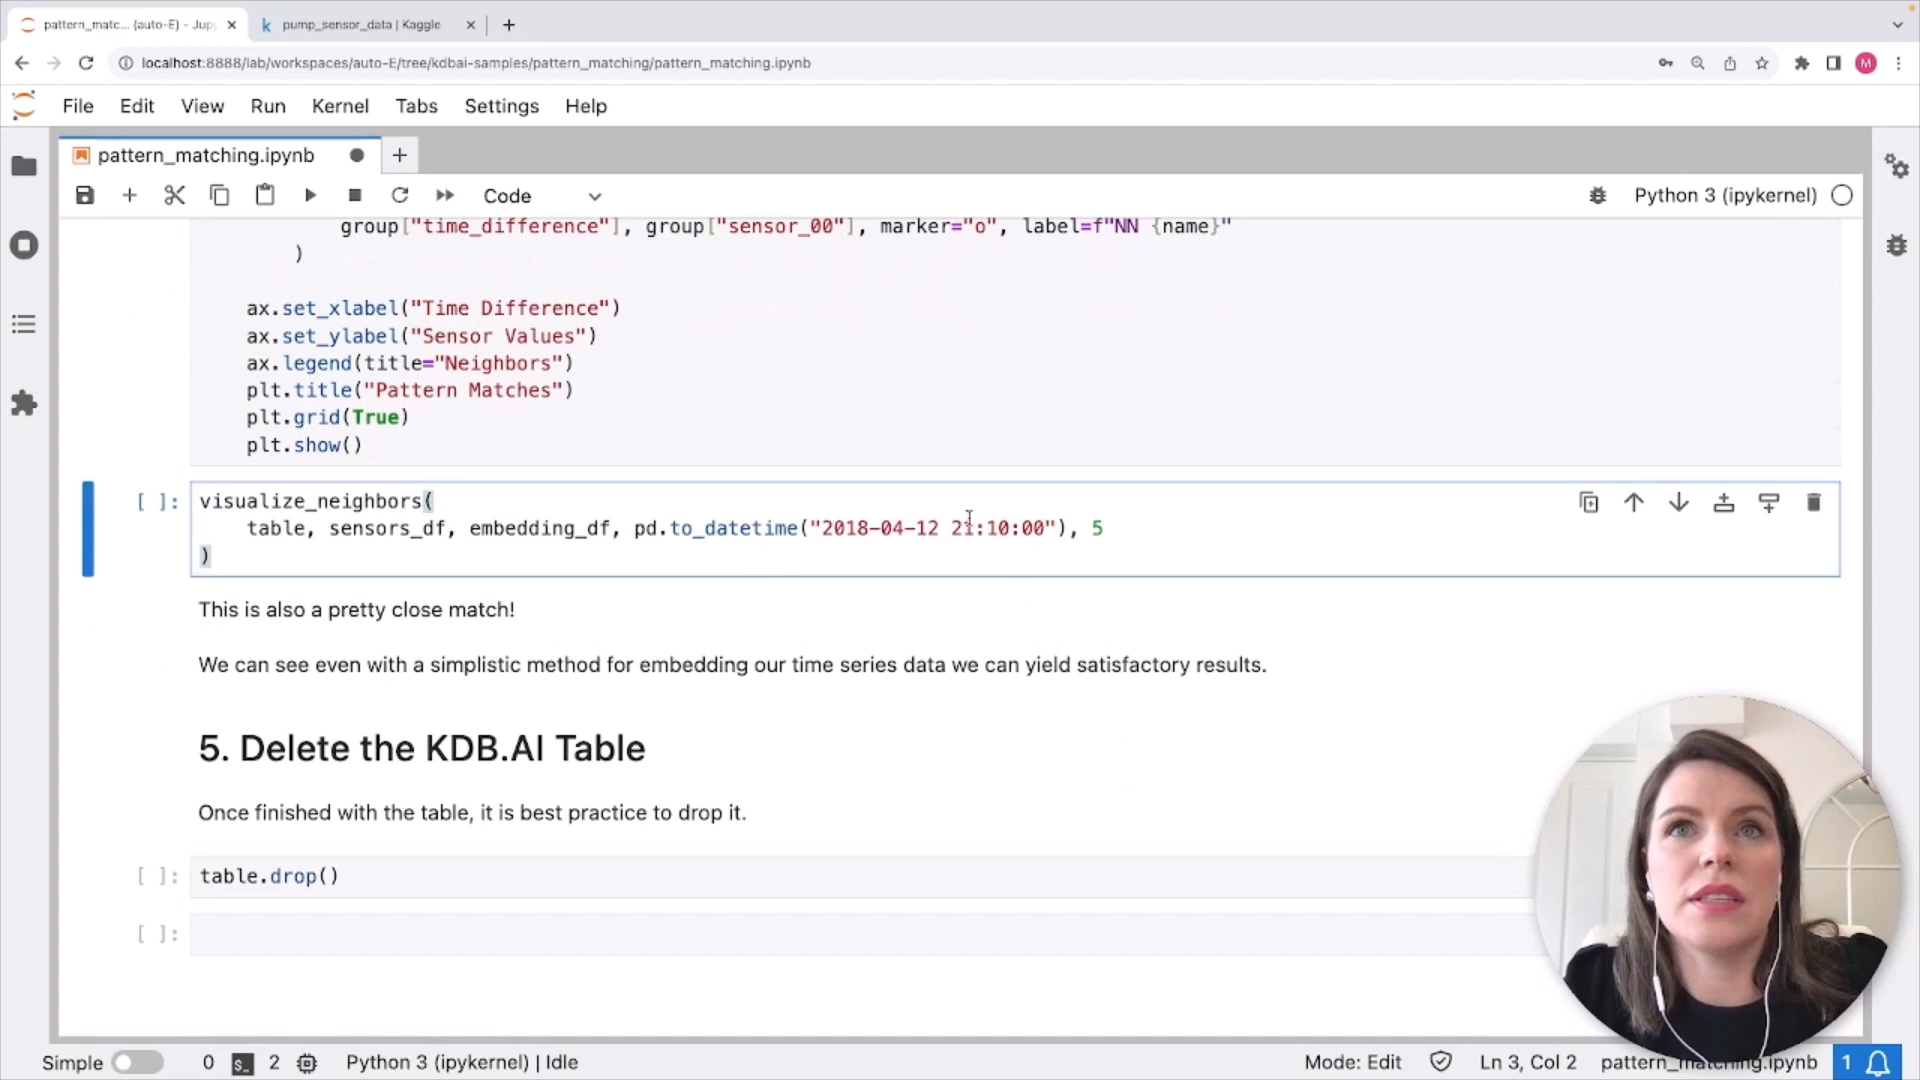 pattern_matc... (auto-E) - Jup
pump_sensor_data | Kaggle
localhost:8888/lab/workspaces/auto-E/tree/kdbai-samples/pattern_matching/pattern_matching.ipynb
M
File Edit View Run Kernel Tabs Settings Help
pattern_matching.ipynb
Code
Python 3 (ipykernel)
group["time_difference"], group["sensor_00"], marker="o", label=f"NN {name}"
)
ax.set_xlabel("Time Difference")
ax.set_ylabel("Sensor Values")
ax.legend(title="Neighbors")
plt.title("Pattern Matches")
plt.grid(True)
plt.show()
[ ]: visualize_neighbors(
table, sensors_df, embedding_df, pd.to_datetime("2018-04-12 21:10:00"), 5
)
This is also a pretty close match!
We can see even with a simplistic method for embedding our time series data we can yield satisfactory results.
5. Delete the KDB.AI Table
Once finished with the table, it is best practice to drop it.
[ ]: table.drop()
[ ]:
Simple 0 $_ 2 Python 3 (ipykernel) | Idle
Mode: Edit Ln 3, Col 2 pattern_matching.ipynb 1